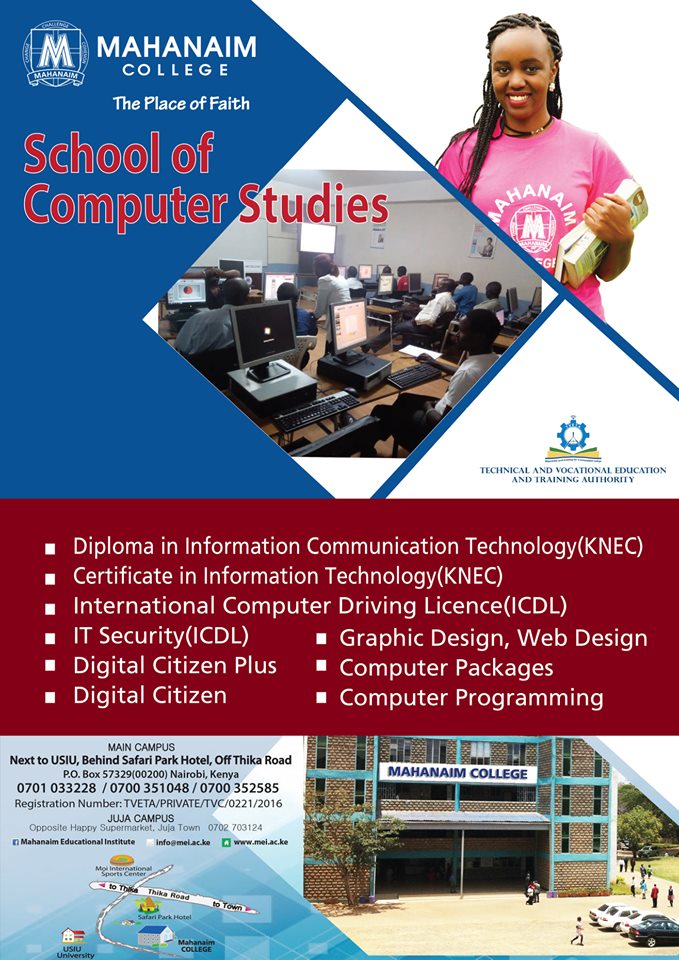 CHALLENGE
CHANGE
CHERISH
MAHANAIM
MAHANAIM
COLLEGE
The Place of Faith
School of
Computer Studies
MAHANAIM
MAHANAIM
TECHNICAL AND VOCATIONAL EDUCATION
AND TRAINING AUTHORITY
Diploma in Information Communication Technology(KNEC)
Certificate in Information Technology(KNEC)
International Computer Driving Licence(ICDL)
IT Security(ICDL)
Digital Citizen Plus
Digital Citizen
Graphic Design, Web Design
Computer Packages
Computer Programming
MAIN CAMPUS
Next to USIU, Behind Safari Park Hotel, Off Thika Road
P.O. Box 57329(00200) Nairobi, Kenya
0701 033228 / 0700 351048 / 0700 352585
Registration Number: TVETA/PRIVATE/TVC/0221/2016
JUJA CAMPUS
Opposite Happy Supermarket, Juja Town 0702 703124
Mahanaim Educational Institute info@mei.ac.ke www.mei.ac.ke
Moi International
Sports Center
to Thika Thika Road to Town
Safari Park Hotel
USIU
University
Mahanaim
COLLEGE
MAHANAIM COLLEGE